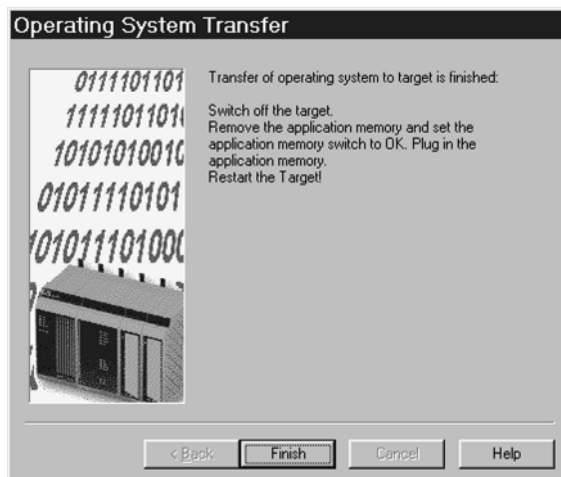 Operating System Transfer
0111101101
Transfer of operating system to target is finished:
1111101101
Switch off the target.
Remove the application memory and set the
application memory switch to OK. Plug in the
application memory.
Restart the Target!
1010101001
01011110101
101011101000
< Back
Finish
Cancel
Help